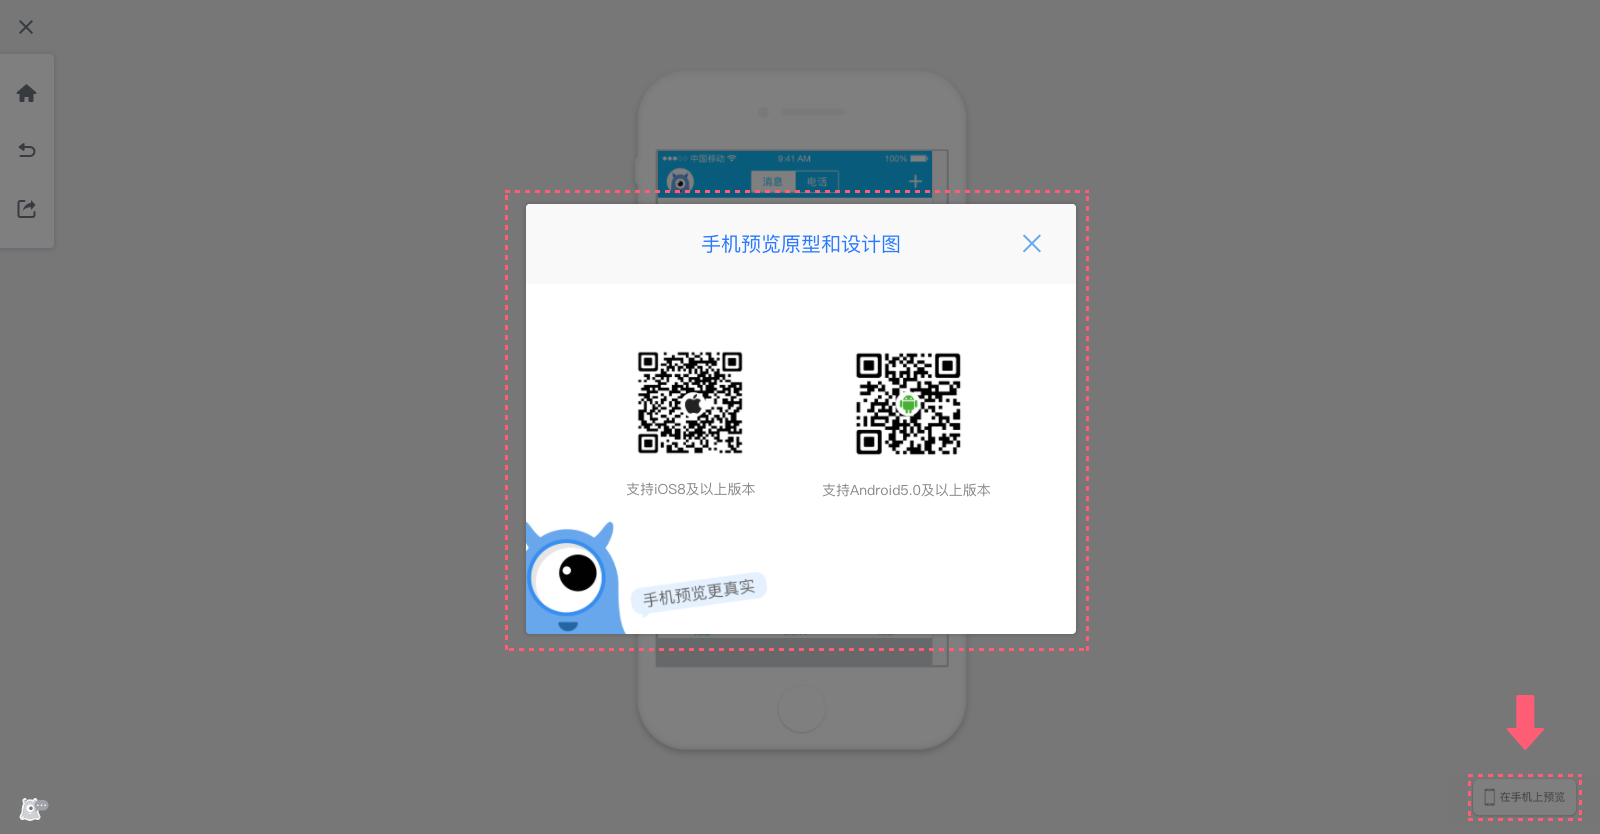 中国移动
9:41 AM
100%
消息
电话
手机预览原型和设计图
支持iOS8及以上版本
支持Android5.0及以上版本
手机预览更真实
在手机上预览